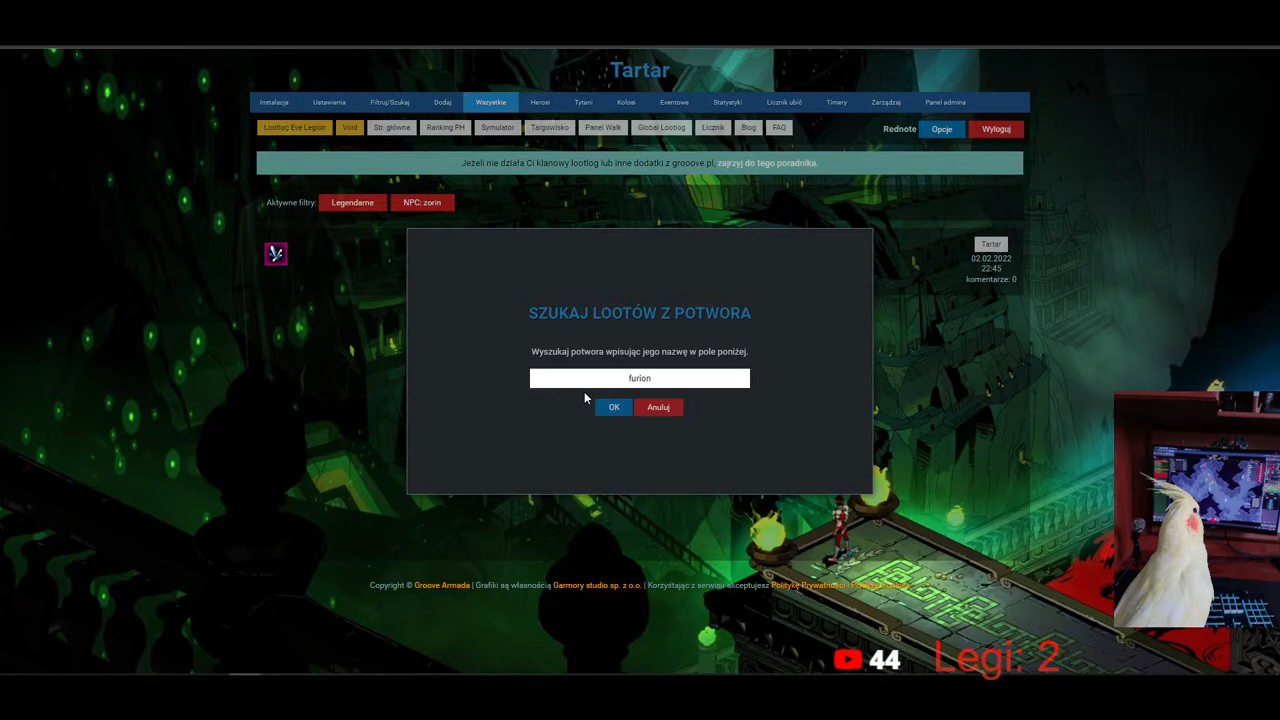 Tartar
Instalacja Ustawienia Filtruj/Szukaj Dodaj Wszystkie Herosi Tytani Kolosi Eventowe Statystyki Licznik ubić Timery Zarządzaj Panel admina
Lootlog Eve Legion Void Str. główna Ranking PH Symulator Targowisko Panel Walk Global Lootlog Licznik Blog FAQ Rednote Opcje Wyloguj
Jeżeli nie działa Ci klanowy lootlog lub inne dodatki z grooove.pl, zajrzyj do tego poradnika.
Aktywne filtry: Legendarne NPC: zorin
Tartar
02.02.2022
22:45
komentarze: 0
SZUKAJ LOOTÓW Z POTWORA
Wyszukaj potwora wpisując jego nazwę w pole poniżej.
furion
OK Anuluj
Copyright © Groove Armada | Grafiki są własnością Garmory studio sp. z o.o. | Korzystając z serwisu akceptujesz Politykę Prywatności i
44
Legi: 2